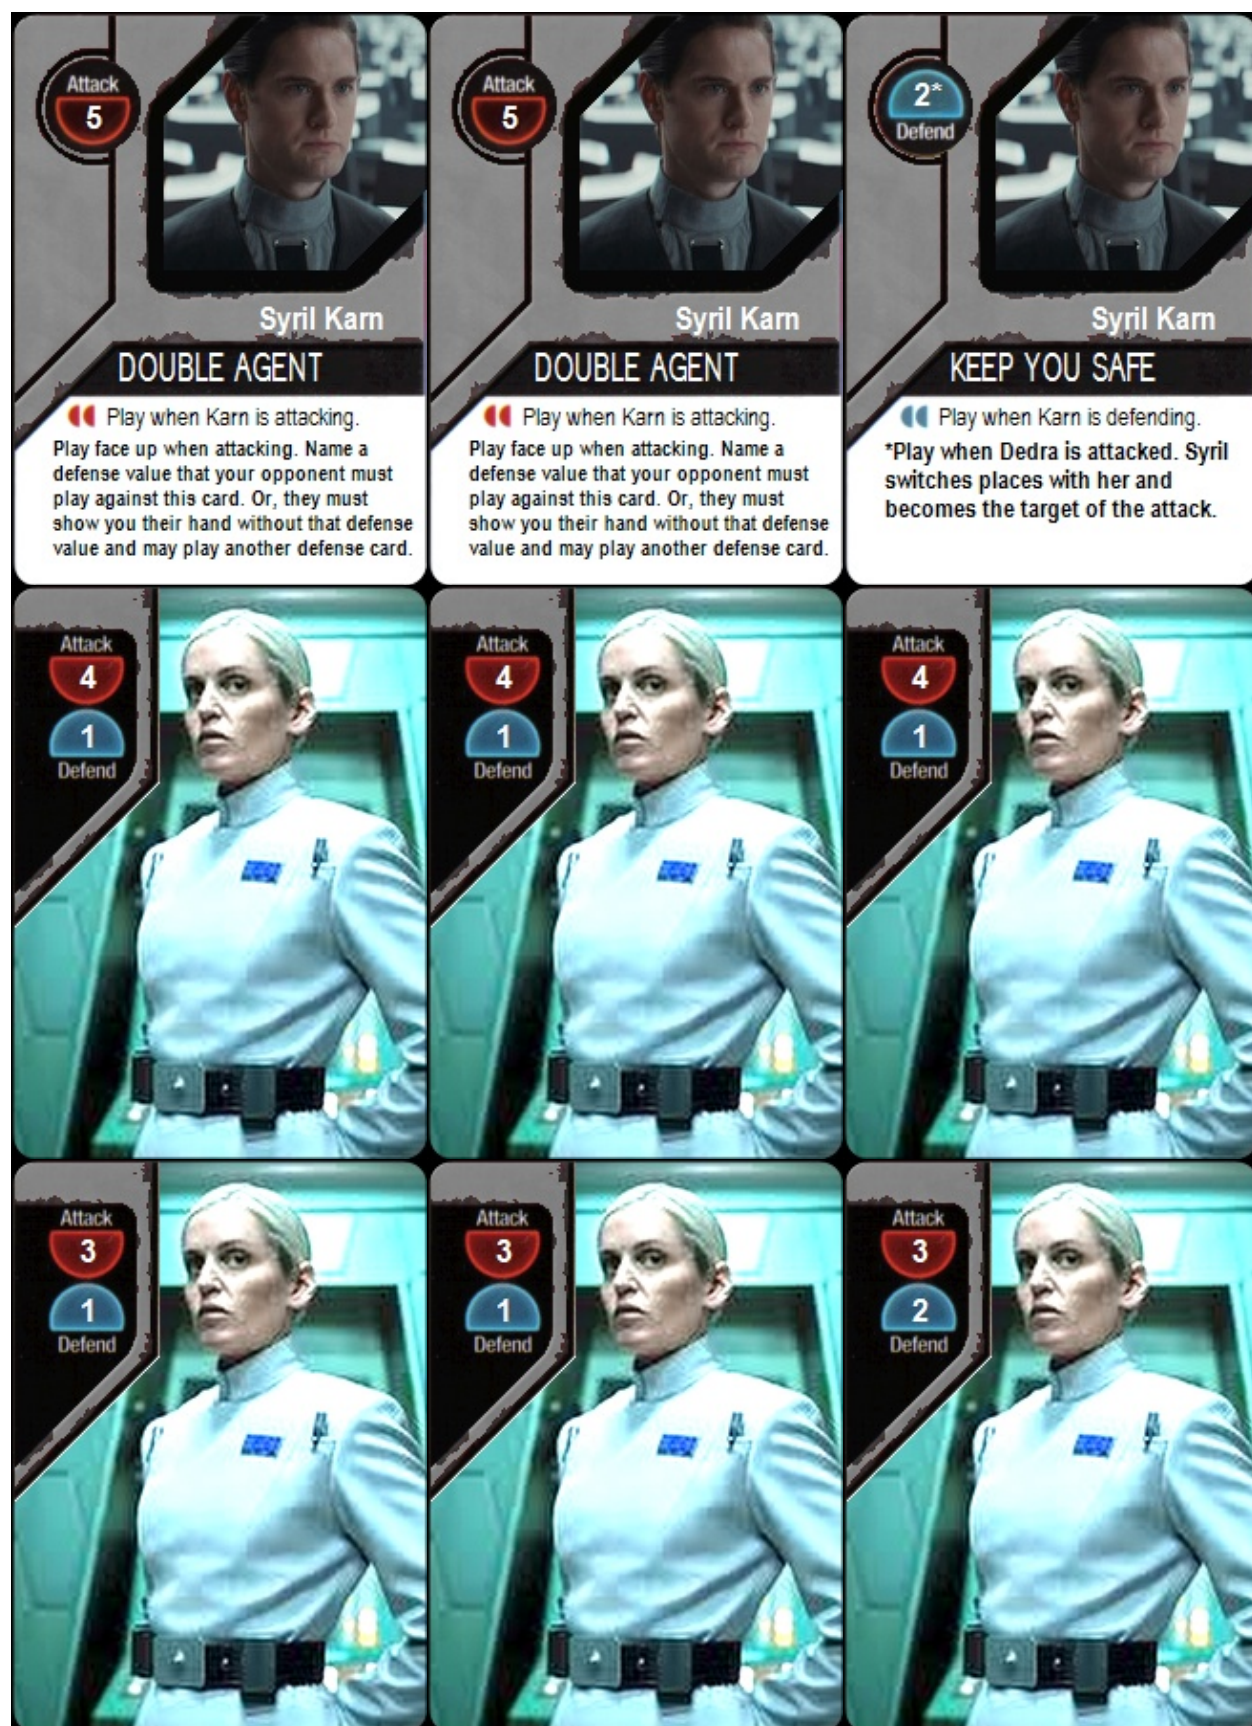 Attack
5
Syril Karn
DOUBLE AGENT
Play when Karn is attacking.
Play face up when attacking. Name a
defense value that your opponent must
play against this card. Or, they must
show you their hand without that defense
value and may play another defense card.
Attack
5
Syril Karn
DOUBLE AGENT
Play when Karn is attacking.
Play face up when attacking. Name a
defense value that your opponent must
play against this card. Or, they must
show you their hand without that defense
value and may play another defense card.
2*
Defend
Syril Karn
KEEP YOU SAFE
Play when Karn is defending.
*Play when Dedra is attacked. Syril
switches places with her and
becomes the target of the attack.
Attack
4
1
Defend
Attack
4
1
Defend
Attack
4
1
Defend
Attack
3
1
Defend
Attack
3
1
Defend
Attack
3
2
Defend